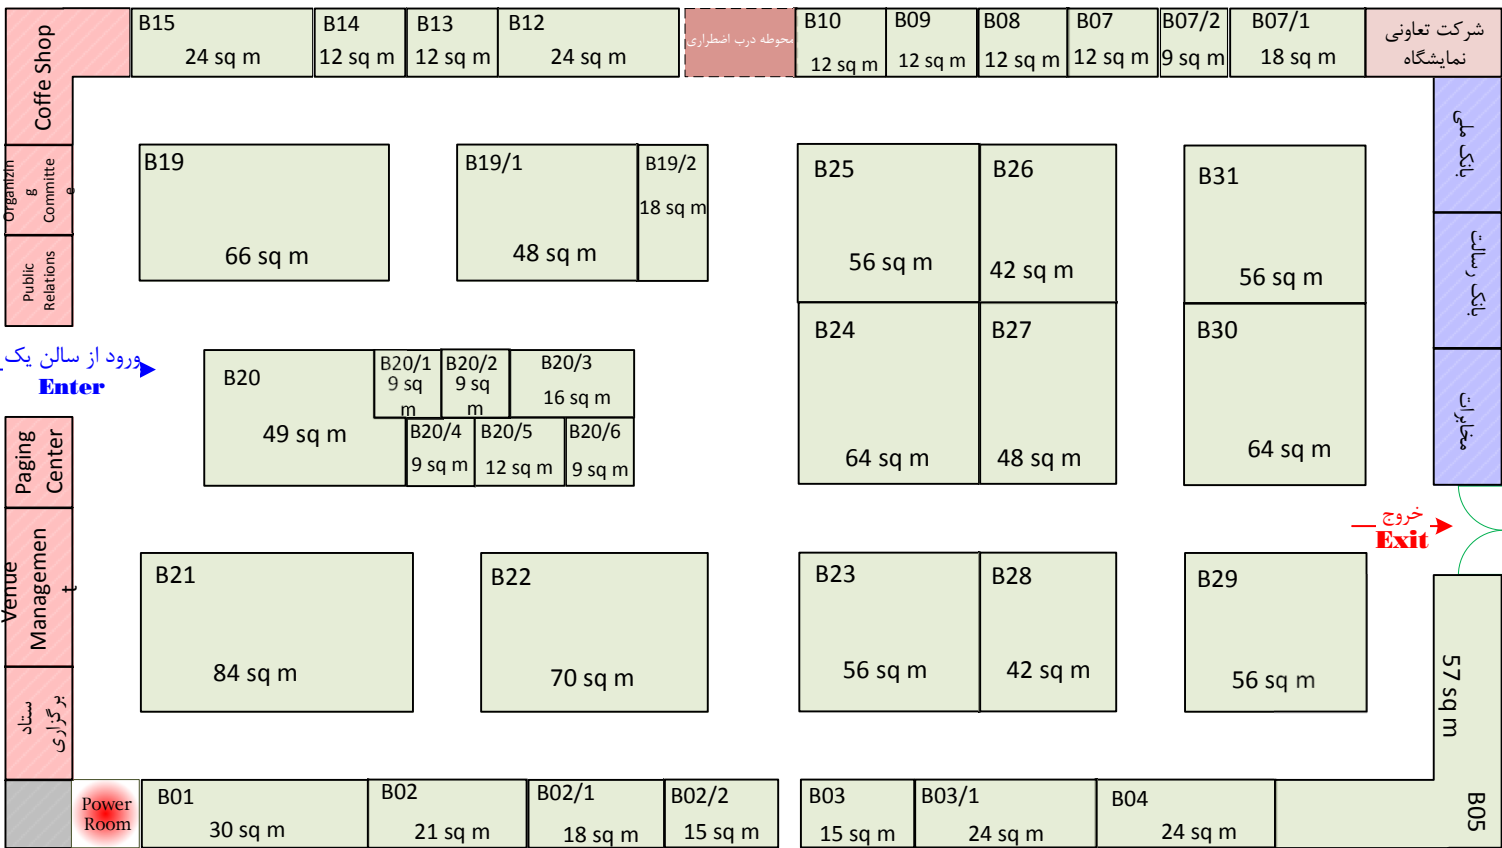 Coffe Shop
B15
24 sq m
B14
12 sq m
B13
12 sq m
B12
24 sq m
محوطه درب اضطراری
B10
12 sq m
B09
12 sq m
B08
12 sq m
B07
12 sq m
B07/2
9 sq m
B07/1
18 sq m
شرکت تعاونی
نمایشگاه
Organizin
g
Committe
e
Public
Relations
B19
66 sq m
B19/1
48 sq m
B19/2
18 sq m
B25
56 sq m
B26
42 sq m
B31
56 sq m
بانک ملی
بانک رسالت
B24
64 sq m
B27
48 sq m
B30
64 sq m
مخابرات
ورود از سالن یک
Enter
B20
49 sq m
B20/1
9 sq
m
B20/2
9 sq
m
B20/3
16 sq m
B20/4
9 sq m
B20/5
12 sq m
B20/6
9 sq m
Paging
Center
خروج
Exit
Venue
Managemen
t
B21
84 sq m
B22
70 sq m
B23
56 sq m
B28
42 sq m
B29
56 sq m
57 sq m
B05
ستاد
برگزاری
Power
Room
B01
30 sq m
B02
21 sq m
B02/1
18 sq m
B02/2
15 sq m
B03
15 sq m
B03/1
24 sq m
B04
24 sq m